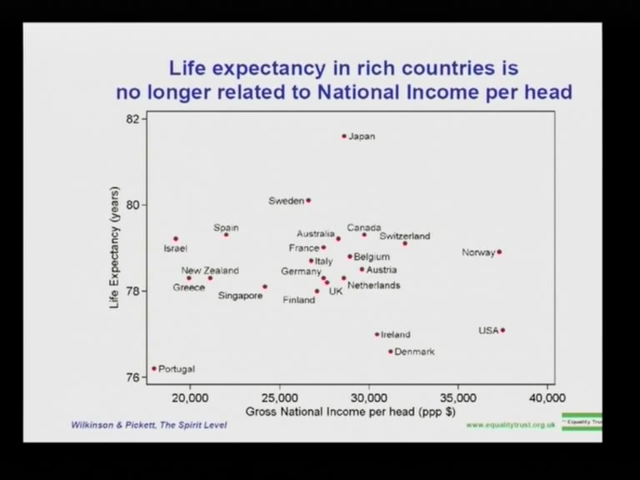 Life expectancy in rich countries is
no longer related to National Income per head
82
Japan
80
Sweden
Spain
Israel
Australia
Canada
Switzerland
France
Norway
Italy
Belgium
New Zealand
Germany
Austria
Greece
Singapore
UK
Netherlands
78
Finland
Ireland
USA
Denmark
Portugal
76
Life Expectancy (years)
20,000 25,000 30,000 35,000 40,000
Gross National Income per head (ppp $)
Wilkinson & Pickett, The Spirit Level
www.equalitytrust.org.uk
Equality